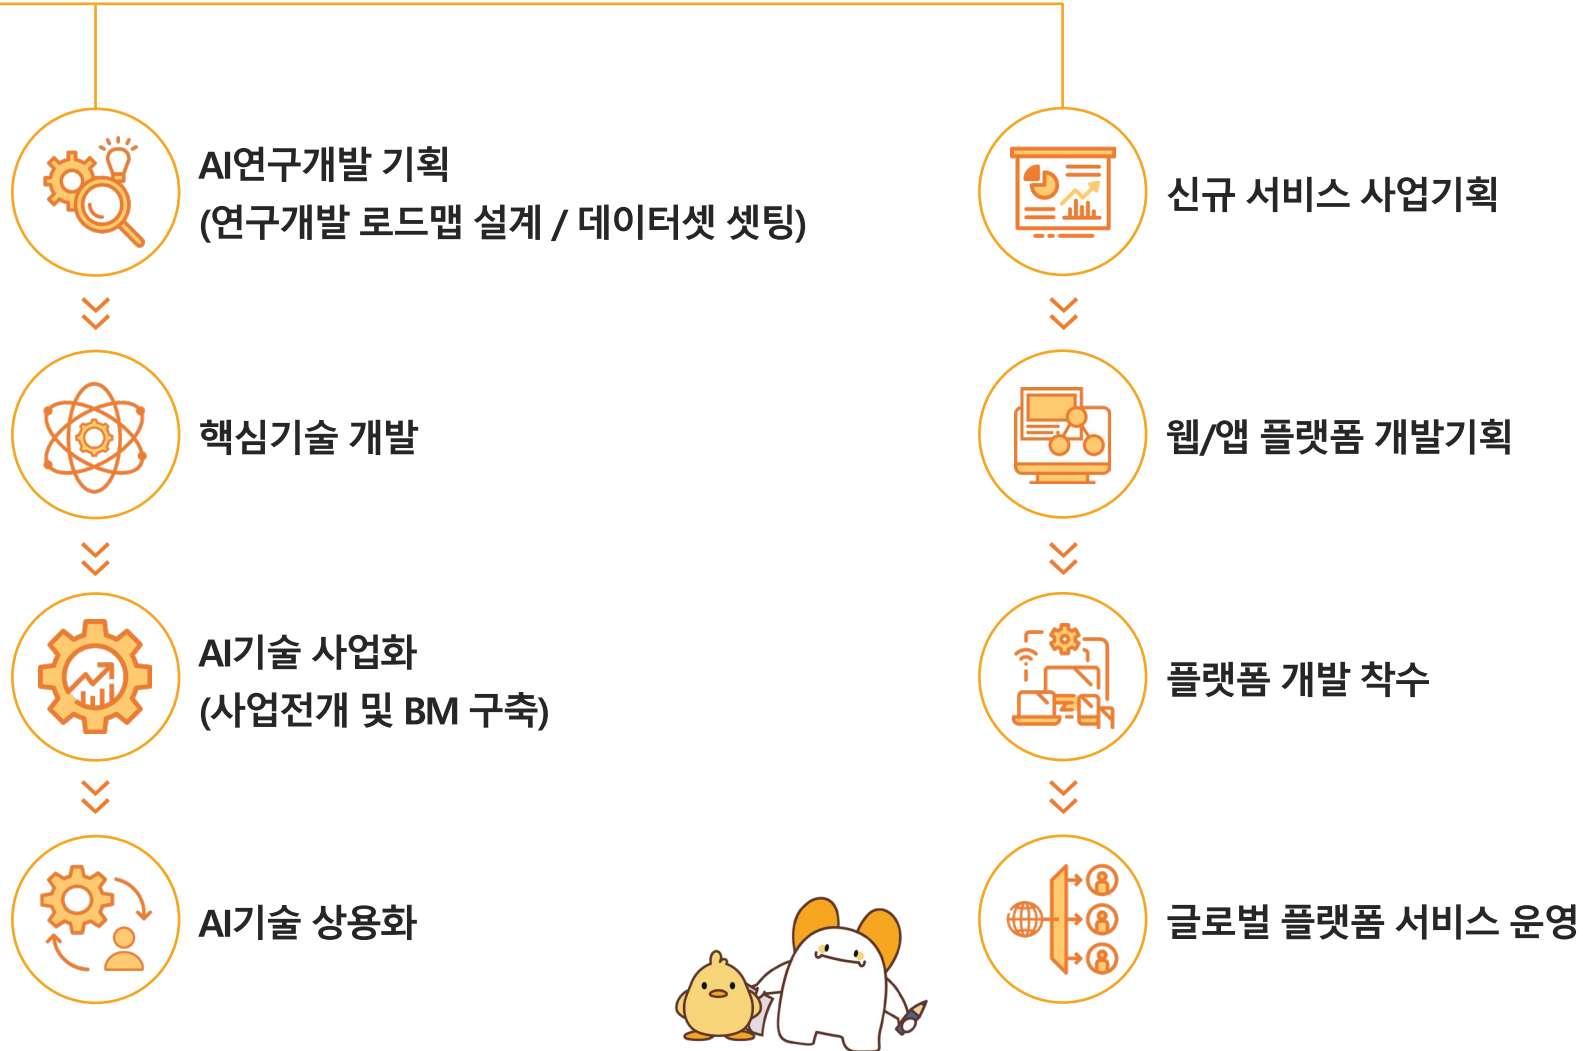 AI연구개발 기획
(연구개발 로드맵 설계 / 데이터셋 셋팅)
핵심기술 개발
AI기술 사업화
(사업전개 및 BM 구축)
AI기술 상용화
신규 서비스 사업기획
웹/앱 플랫폼 개발기획
플랫폼 개발 착수
글로벌 플랫폼 서비스 운영